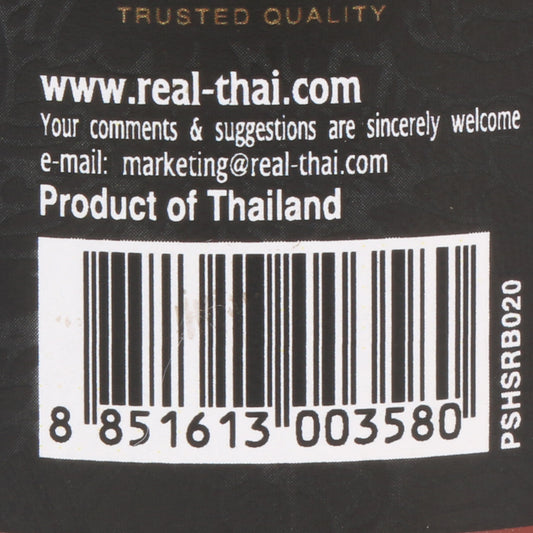 TRUSTED QUALITY
www.real-thai.com
Your comments & suggestions are sincerely welcome
e-mail: marketing@real-thai.com
Product of Thailand
8 851613 003580
PSHSRB020